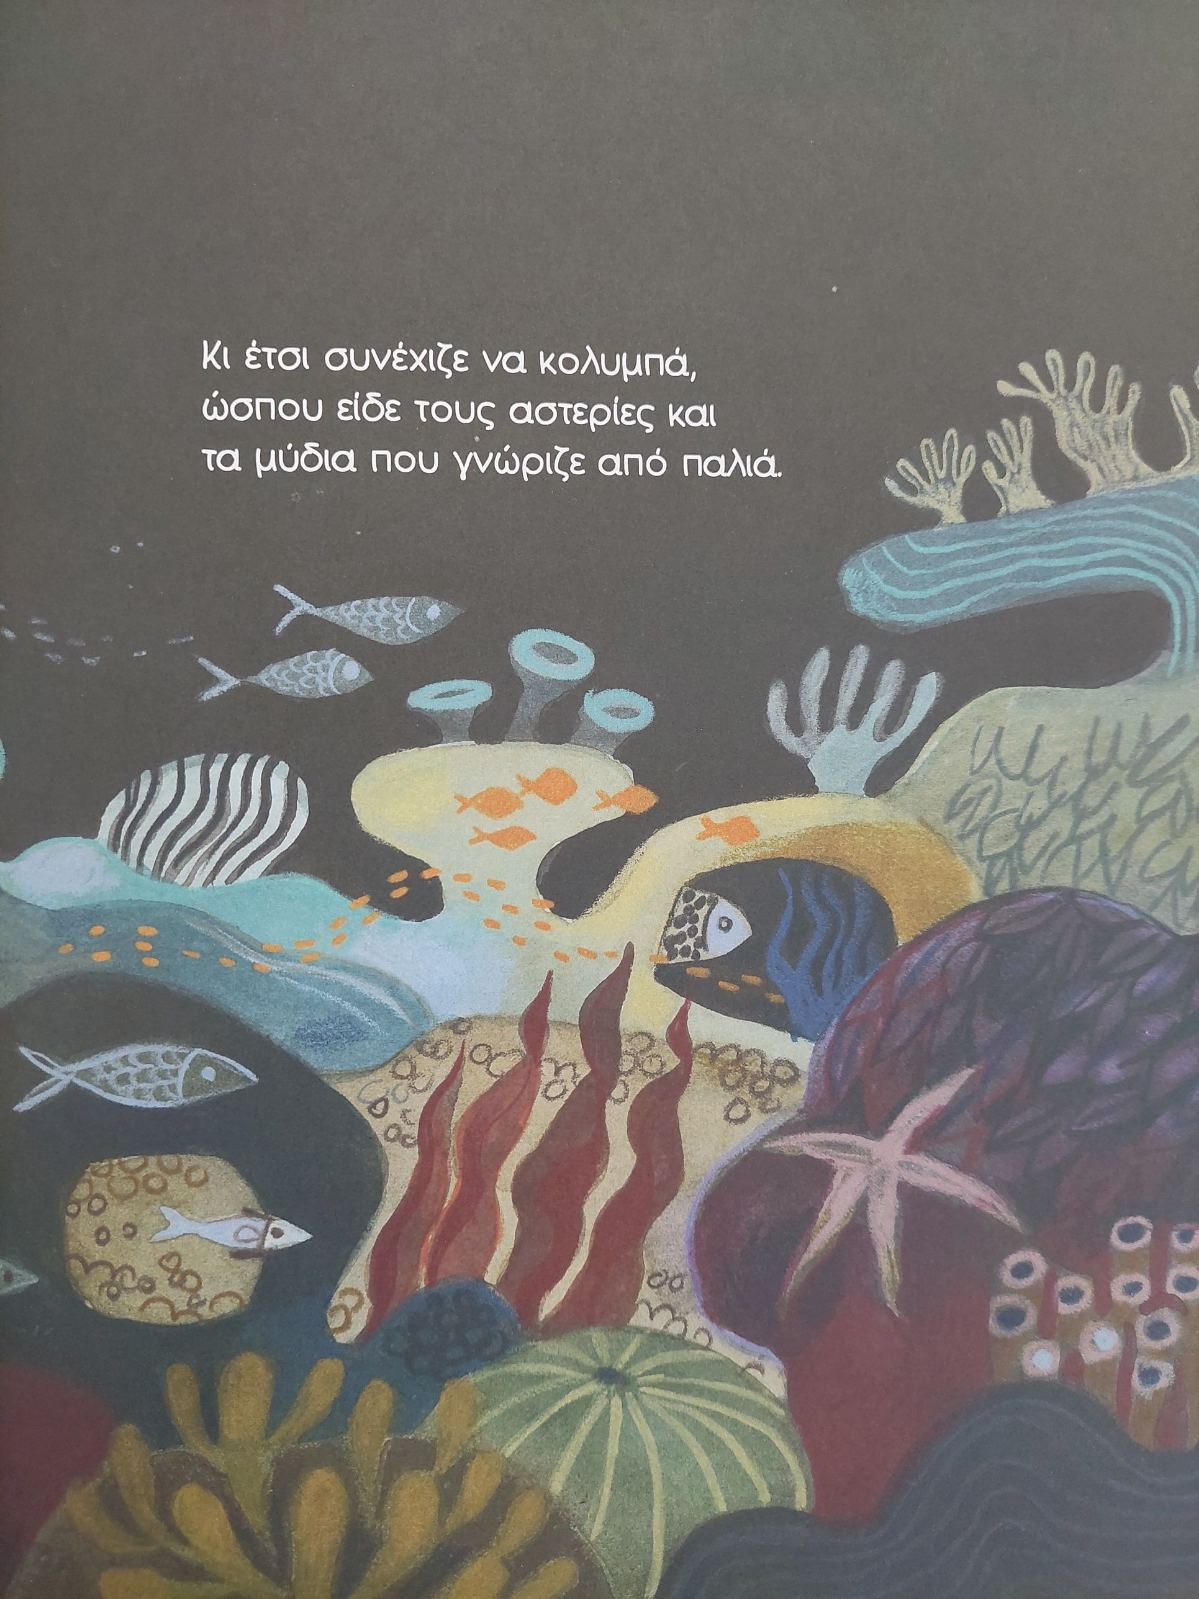 Κι έτσι συνέχιζε να κολυμπά,
ώσπου είδε τους αστερίες και
τα μύδια που γνώριζε από παλιά.